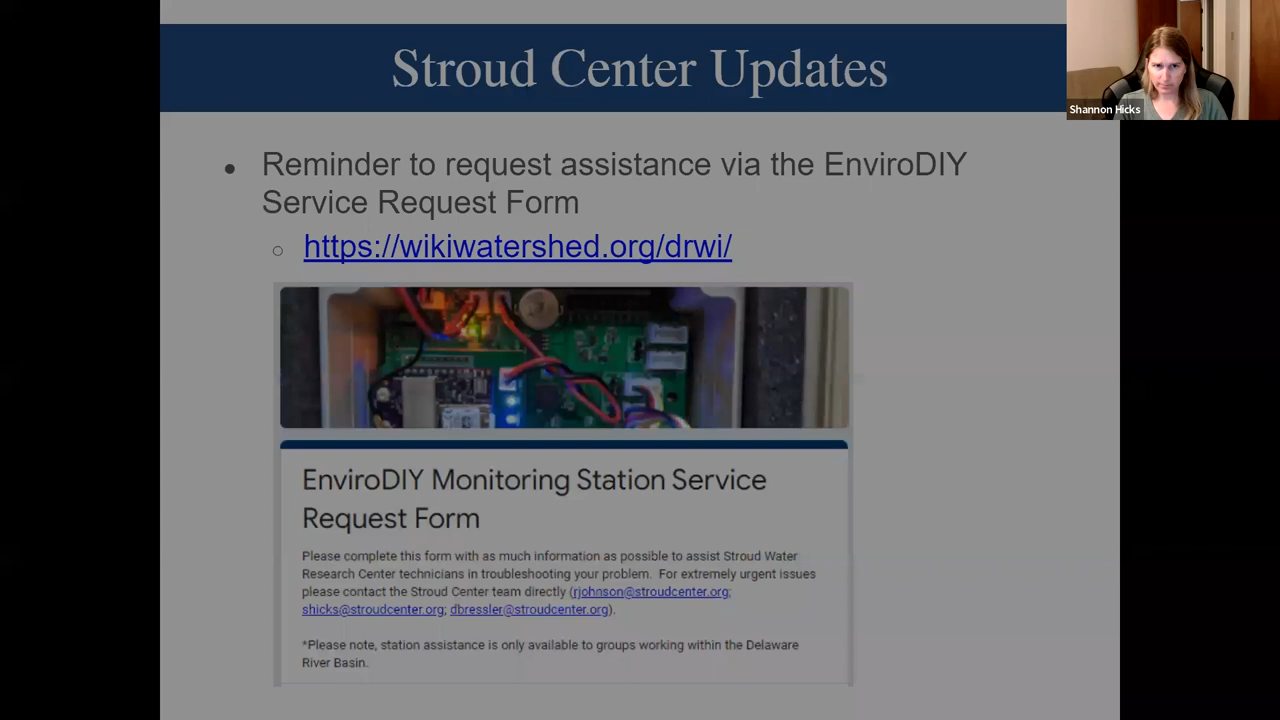 Stroud Center Updates
Shannon Hicks
● Reminder to request assistance via the EnviroDIY
Service Request Form
○ https://wikiwatershed.org/drwi/
EnviroDIY Monitoring Station Service
Request Form
Please complete this form with as much information as possible to assist Stroud Water
Research Center technicians in troubleshooting your problem. For extremely urgent issues
please contact the Stroud Center team directly (rjohnson@stroudcenter.org;
shicks@stroudcenter.org; dbressler@stroudcenter.org).
*Please note, station assistance is only available to groups working within the Delaware
River Basin.